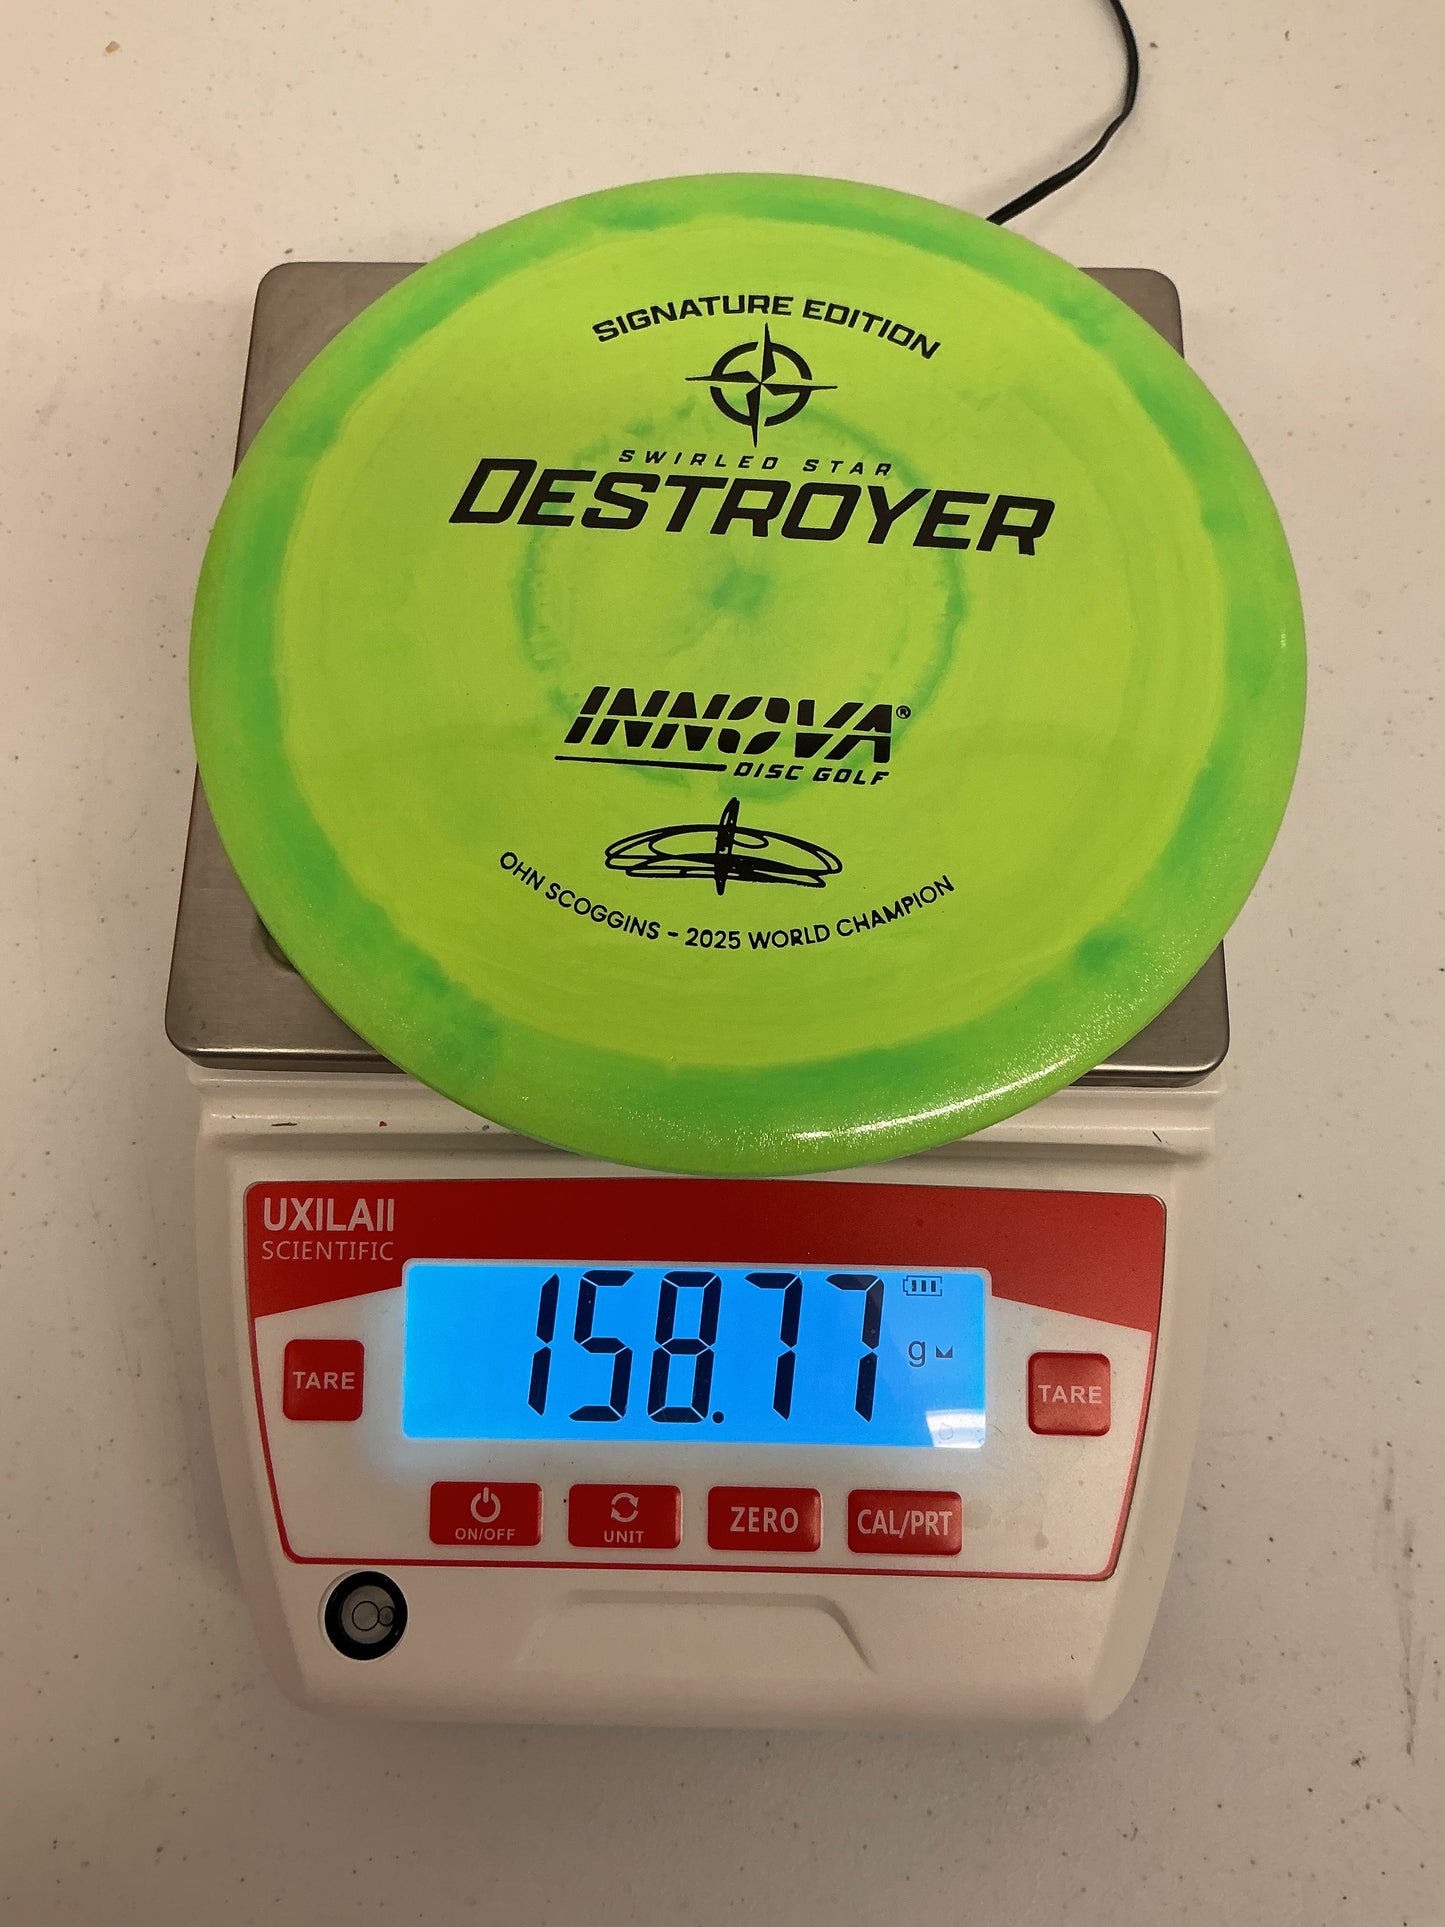 SIGNATURE EDITION
SWIRLED STAR
DESTROYER
INNOVA®
DISC GOLF
OHN SCOGGINS - 2025 WORLD CHAMPION
UXILAII
SCIENTIFIC
158.77 g
TARE
TARE
ON/OFF
UNIT
ZERO
CAL/PRT